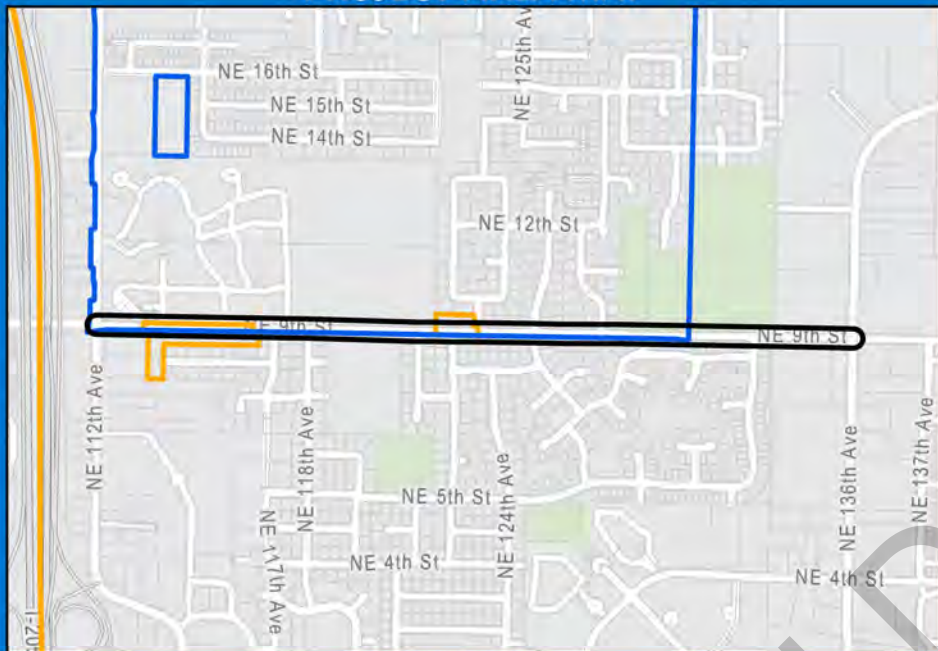 NE 125th Av
NE 16th St
NE 15th St
NE 14th St
NE 12th St
NE 9th St
NE 9th St
NE 112th Ave
NE 118th Ave
NE 124th Ave
NE 136th Ave
NE 137th Ave
NE 5th St
NE 117th Ave
NE 4th St
NE 4th St
I-205